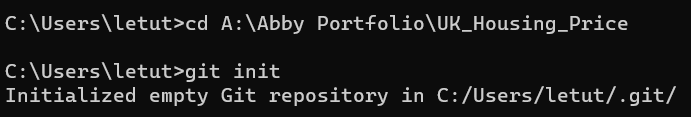 C:\Users\letut>cd A:\Abby Portfolio\UK_Housing_Price
C:\Users\letut>git init
Initialized empty Git repository in C:/Users/letut/.git/